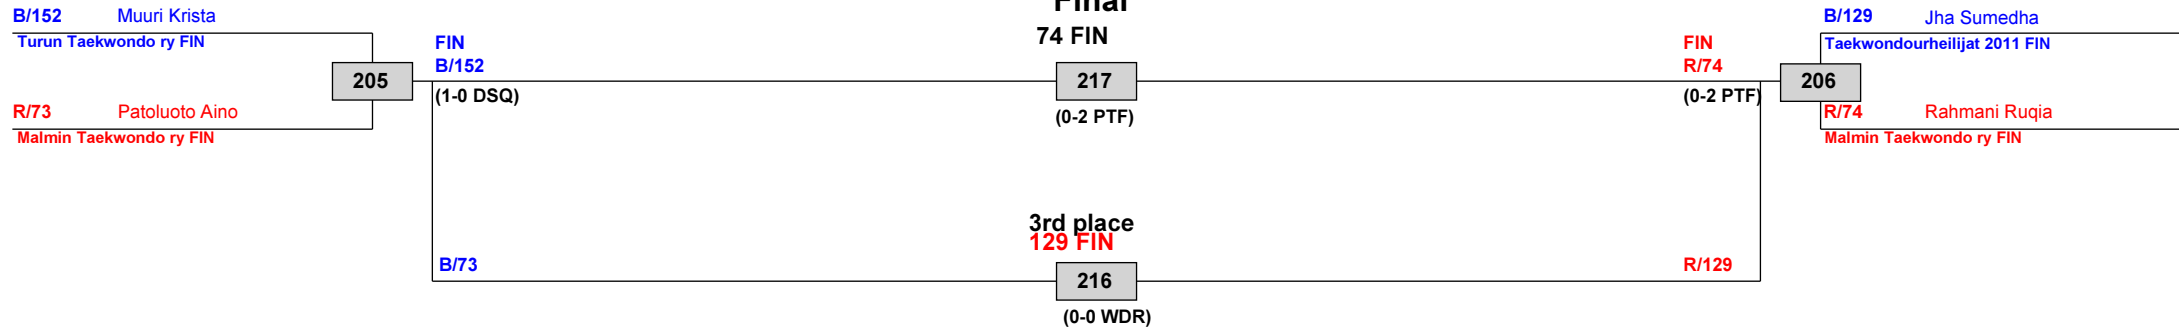 Final
74 FIN
B/152 Muuri Krista
Turun Taekwondo ry FIN
205
R/73 Patoluoto Aino
Malmin Taekwondo ry FIN
FIN
B/152
(1-0 DSQ)
217
(0-2 PTF)
FIN
R/74
(0-2 PTF)
B/129 Jha Sumedha
Taekwondourheilijat 2011 FIN
206
R/74 Rahmani Ruqia
Malmin Taekwondo ry FIN
3rd place
129 FIN
B/73
216
R/129
(0-0 WDR)